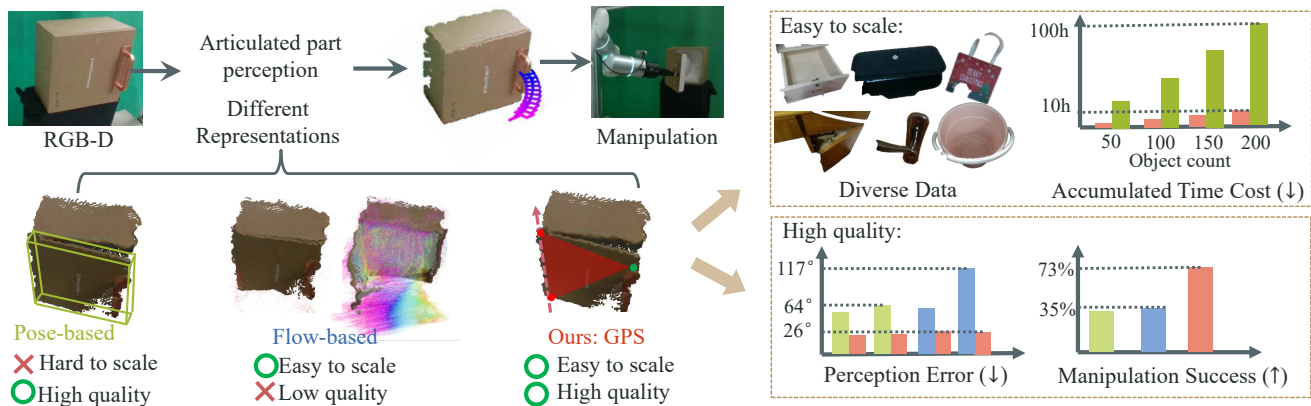 RGB-D
Articulated part
perception
Different
Representations
Manipulation
Pose-based
Hard to scale
High quality
Flow-based
Easy to scale
Low quality
Ours: GPS
Easy to scale
High quality
Easy to scale:
MERRY
CHRISTMAS
Diverse Data
100h
10h
50 100 150 200
Object count
Accumulated Time Cost (↓)
High quality:
117°
64°
26°
Perception Error (↓)
73%
35%
Manipulation Success (↑)